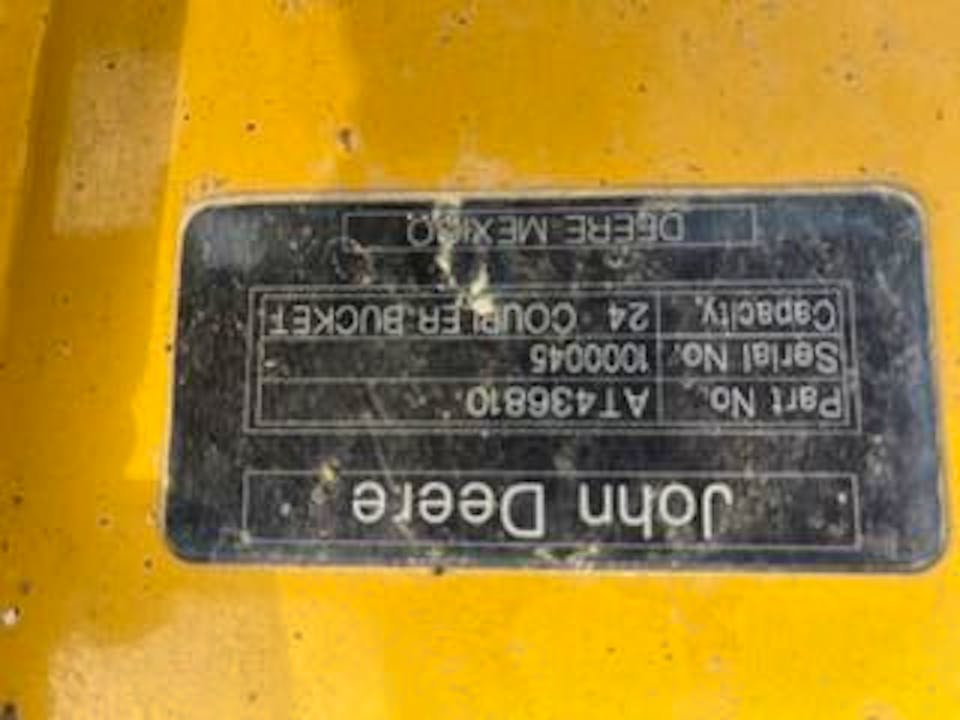 John Deere
Part No. AT436810
Serial No. 1000045
Capacity. 24 COUPLER BUCKET
DEERE MEXICO